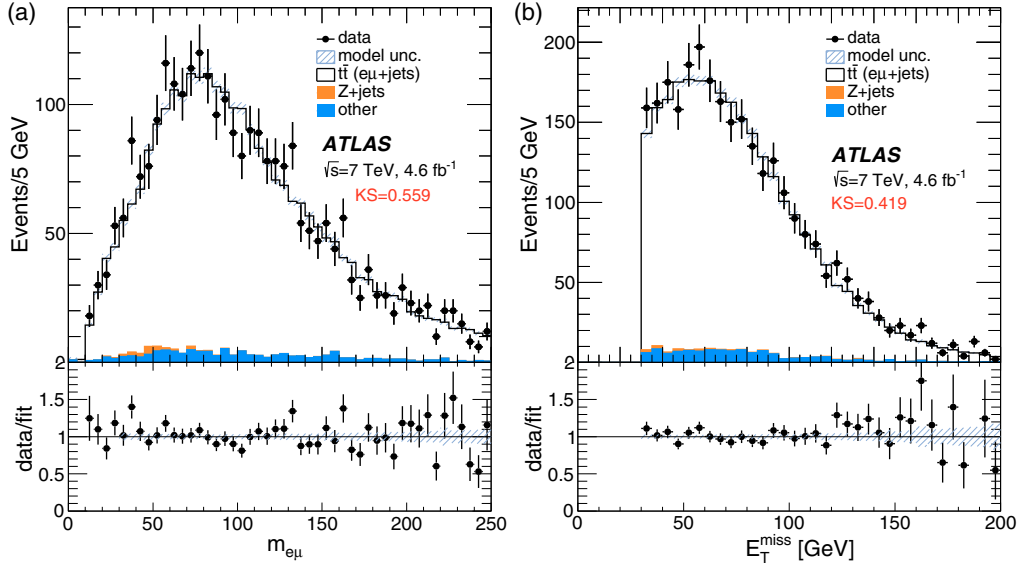 (a)
Events/5 GeV
100
50
2
data
model unc.
tt̄ (eμ+jets)
Z+jets
other
ATLAS
√s=7 TeV, 4.6 fb⁻¹
KS=0.559
data/fit
1.5
1
0.5
0
0 50 100 150 200 250
m_eμ
(b)
Events/5 GeV
200
150
100
50
2
data
model unc.
tt̄ (eμ+jets)
Z+jets
other
ATLAS
√s=7 TeV, 4.6 fb⁻¹
KS=0.419
data/fit
1.5
1
0.5
0
0 50 100 150 200
E_T^miss [GeV]